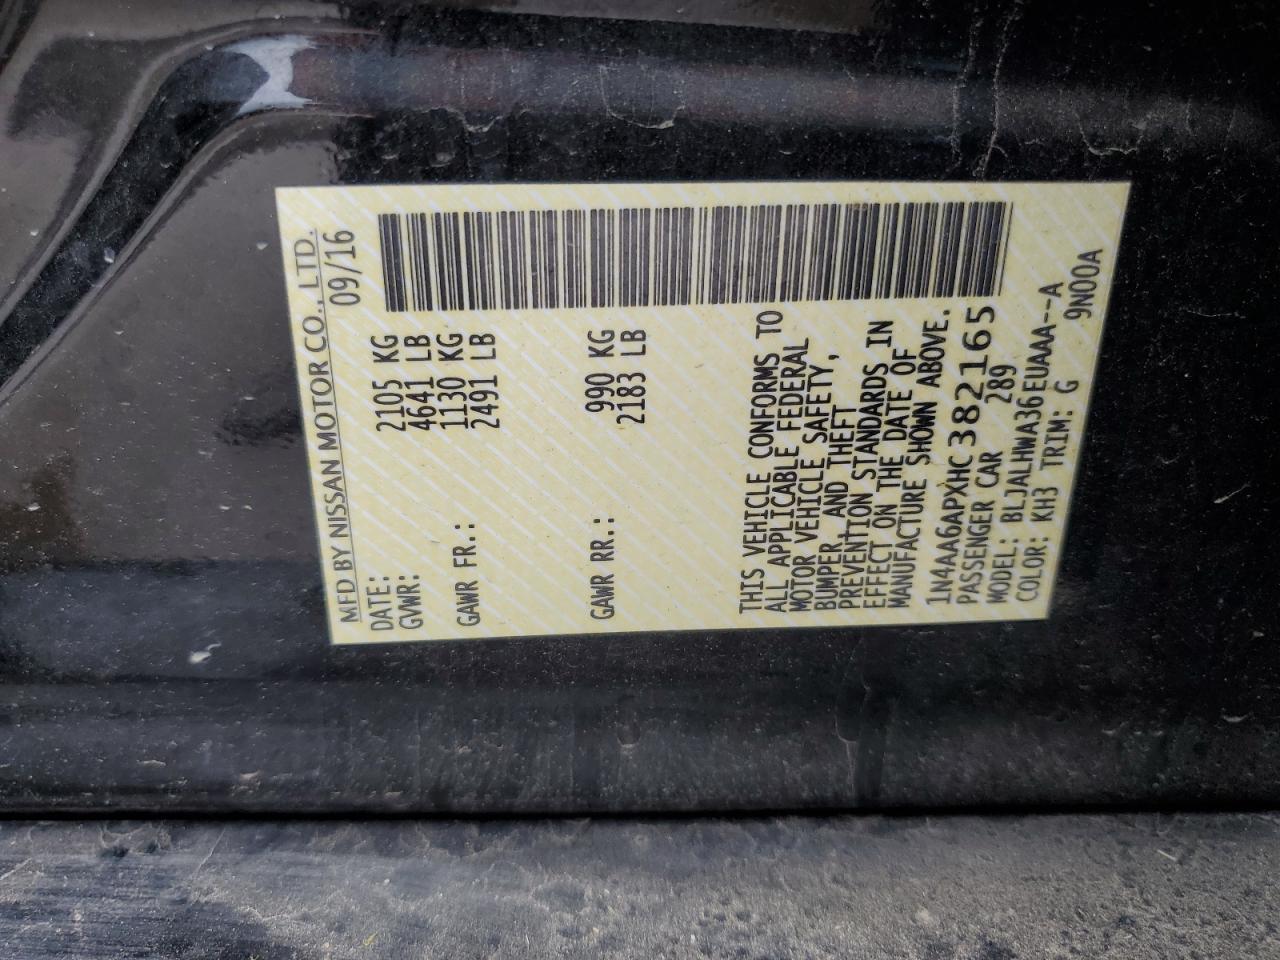 MFD BY NISSAN MOTOR CO., LTD.
DATE: 09/16
GVWR: 2105 KG
4641 LB
GAWR FR.: 1130 KG
2491 LB
GAWR RR.: 990 KG
2183 LB
THIS VEHICLE CONFORMS TO
ALL APPLICABLE FEDERAL
MOTOR VEHICLE SAFETY,
BUMPER, AND THEFT
PREVENTION STANDARDS IN
EFFECT ON THE DATE OF
MANUFACTURE SHOWN ABOVE.
1N4AA6APXHC382165
PASSENGER CAR 289
MODEL: BLJALHWA36EUAAA--A
COLOR: KH3 TRIM: G 9N00A